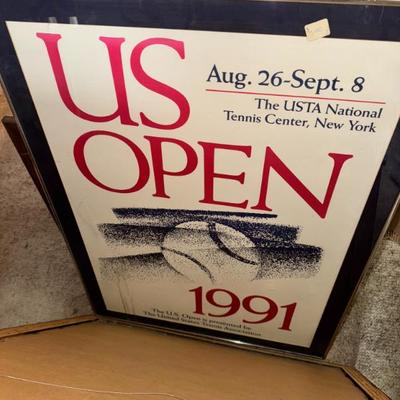 US
OPEN
Aug. 26-Sept. 8
The USTA National
Tennis Center, New York
1991
The U.S. Open is presented by
The United States Tennis Association